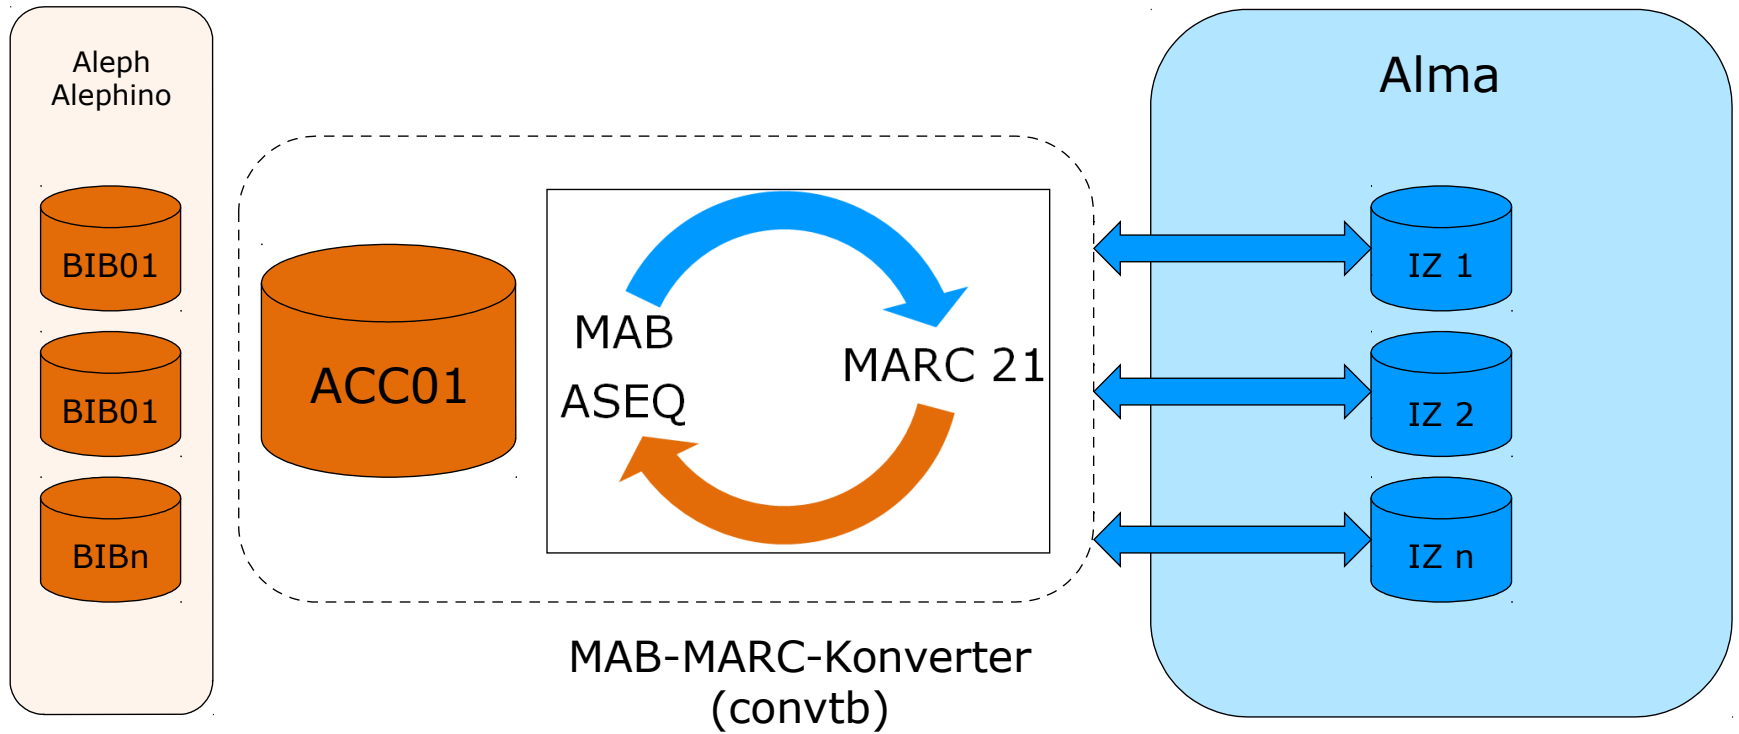 Aleph
Alephino
BIB01
BIB01
BIBn
ACC01
MAB
ASEQ
MARC 21
MAB-MARC-Konverter
(convtb)
Alma
IZ 1
IZ 2
IZ n